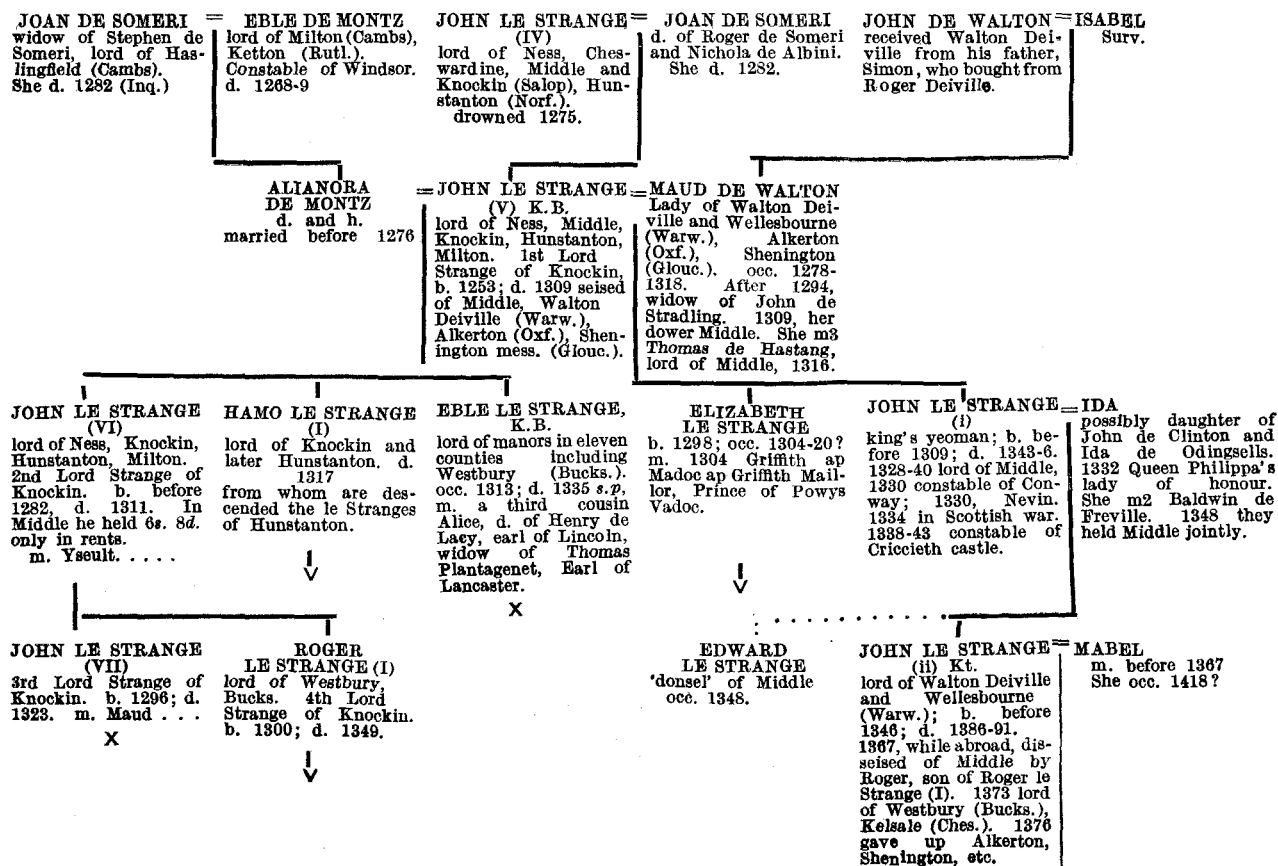 JOAN DE SOMERI =
widow of Stephen de
Someri, lord of Has-
lingfield (Cambs).
She d. 1282 (Inq.)
EBLE DE MONTZ
lord of Milton (Cambs),
Ketton (Rutl.).
Constable of Windsor.
d. 1268-9
JOHN LE STRANGE =
(IV)
lord of Ness, Ches-
wardine, Middle and
Knockin (Salop), Hun-
stanton (Norf.).
drowned 1275.
JOAN DE SOMERI
d. of Roger de Someri
and Nichola de Albini.
She d. 1282.
JOHN DE WALTON =
received Walton Dei-
ville from his father,
Simon, who bought from
Roger Deiville.
ISABEL
Surv.
ALIANORA
DE MONTZ
d. and h.
married before 1276
= JOHN LE STRANGE =
(V) K.B.
lord of Ness, Middle,
Knockin, Hunstanton,
Milton. 1st Lord
Strange of Knockin,
b. 1253; d. 1309 seised
of Middle, Walton
Deiville (Warw.),
Alkerton (Oxf.), Shen-
ington mess. (Glouc.).
MAUD DE WALTON
Lady of Walton Dei-
ville and Wellesbourne
(Warw.), Alkerton
(Oxf.), Shenington
(Glouc.). occ. 1278-
1318. After 1294,
widow of John de
Stradling. 1309, her
dower Middle. She m3
Thomas de Hastang,
lord of Middle, 1316.
JOHN LE STRANGE
(VI)
lord of Ness, Knockin,
Hunstanton, Milton.
2nd Lord Strange of
Knockin. b. before
1282, d. 1311. In
Middle he held 6s. 8d.
only in rents.
m. Yseult. . . . .
HAMO LE STRANGE
(I)
lord of Knockin and
later Hunstanton. d.
1317
from whom are des-
cended the le Stranges
of Hunstanton.
V
EBLE LE STRANGE,
K.B.
lord of manors in eleven
counties including
Westbury (Bucks.).
occ. 1313; d. 1335 s.p,
m. a third cousin
Alice, d. of Henry de
Lacy, earl of Lincoln,
widow of Thomas
Plantagenet, Earl of
Lancaster.
X
ELIZABETH
LE STRANGE
b. 1298; occ. 1304-20?
m. 1304 Griffith ap
Madoc ap Griffith Mail-
lor, Prince of Powys
Vadoc.
V
JOHN LE STRANGE =
(i)
king's yeoman; b. be-
fore 1309; d. 1343-6.
1328-40 lord of Middle,
1330 constable of Con-
way; 1330, Nevin.
1334 in Scottish war.
1338-43 constable of
Criccieth castle.
IDA
possibly daughter of
John de Clinton and
Ida de Odingsells.
1332 Queen Philippa's
lady of honour.
She m2 Baldwin de
Freville. 1348 they
held Middle jointly.
JOHN LE STRANGE
(VII)
3rd Lord Strange of
Knockin. b. 1296; d.
1323. m. Maud . . .
X
ROGER
LE STRANGE (I)
lord of Westbury,
Bucks. 4th Lord
Strange of Knockin.
b. 1300; d. 1349.
V
EDWARD
LE STRANGE
'donsel' of Middle
occ. 1348.
JOHN LE STRANGE =
(ii) Kt.
lord of Walton Deiville
and Wellesbourne
(Warw.); b. before
1346; d. 1386-91.
1367, while abroad, dis-
seised of Middle by
Roger, son of Roger le
Strange (I). 1373 lord
of Westbury (Bucks.),
Kelsale (Ches.). 1376
gave up Alkerton,
Shenington, etc.
MABEL
m. before 1367
She occ. 1418?